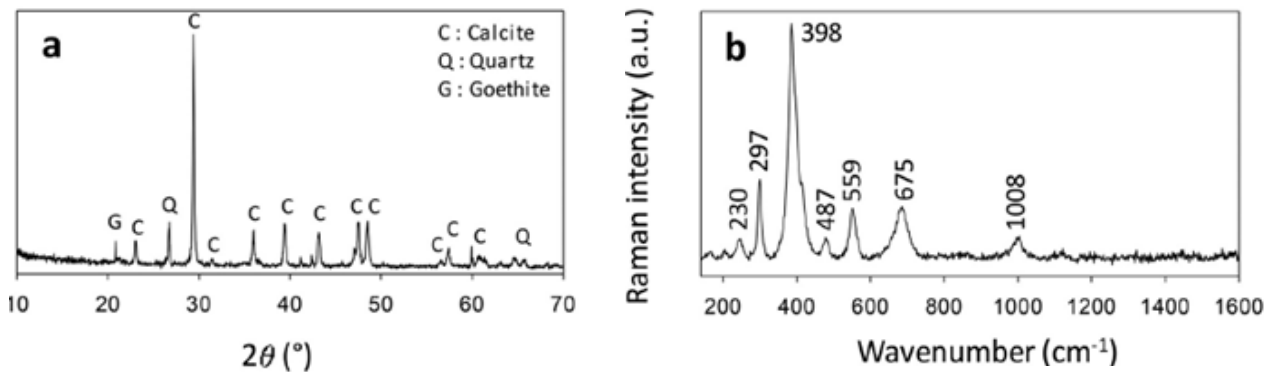 a
C : Calcite
Q : Quartz
G : Goethite
C
G
C
Q
C
C
C
C
C
C
C
C
C
Q
10 20 30 40 50 60 70
2θ (°)
b
Raman intensity (a.u.)
230
297
398
487
559
675
1008
200 400 600 800 1000 1200 1400 1600
Wavenumber (cm-1)